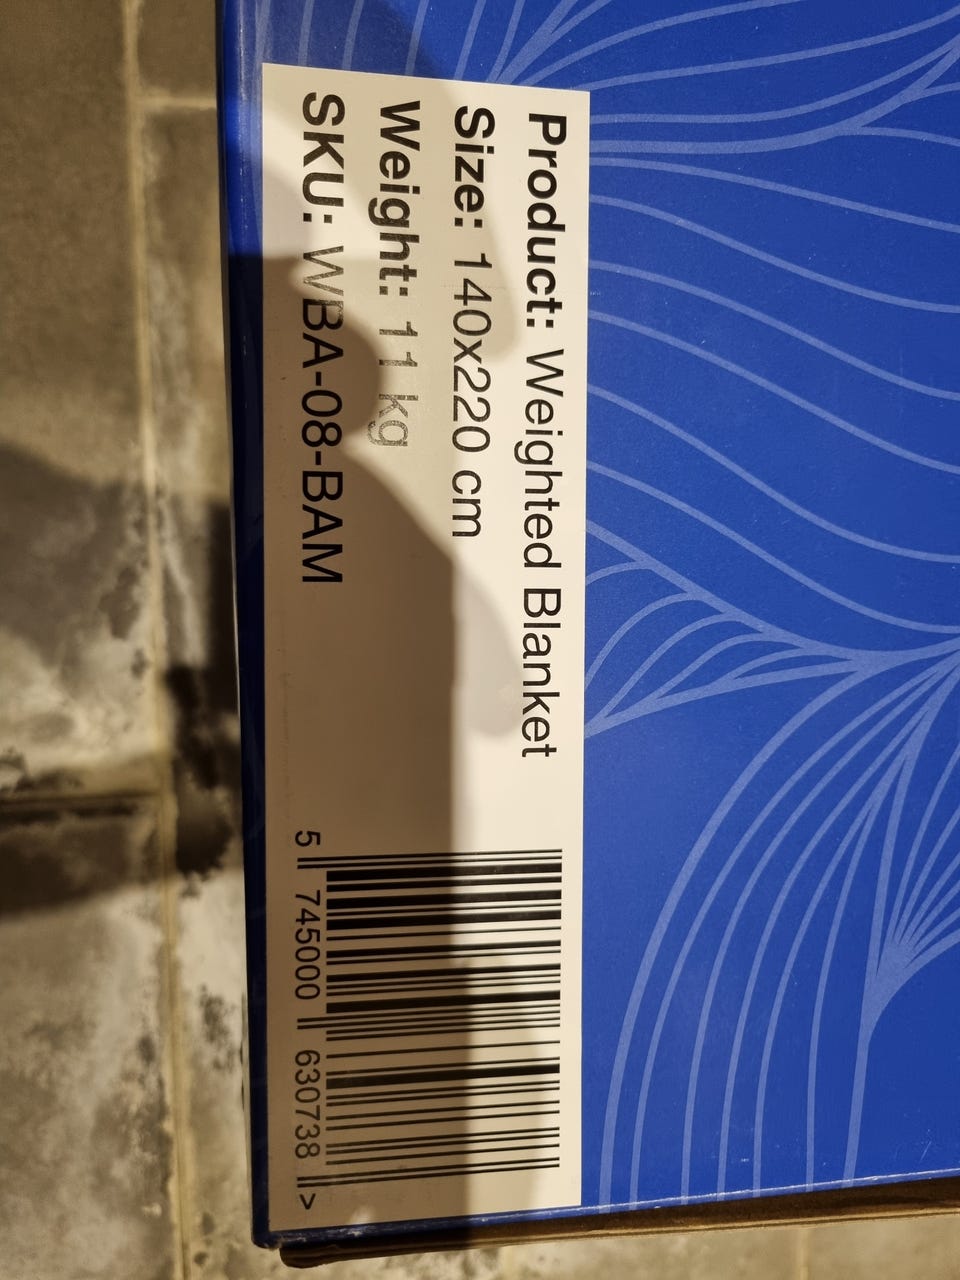 Product: Weighted Blanket
Size: 140x220 cm
Weight: 11 kg
SKU: WBA-08-BAM
5 745000 630738 >